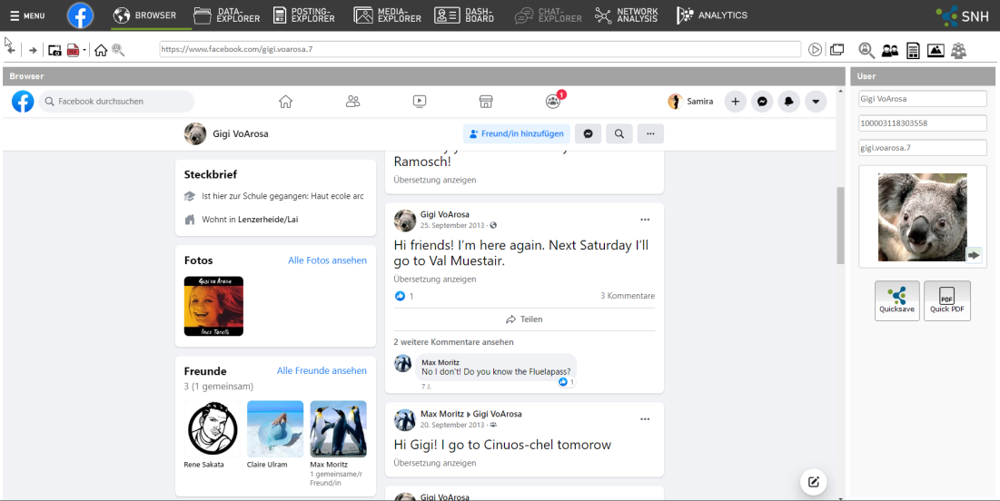 MENU
BROWSER
DATA-
EXPLORER
POSTING-
EXPLORER
MEDIA-
EXPLORER
DASH-
BOARD
CHAT-
EXPLORER
NETWORK
ANALYSIS
ANALYTICS
SNH
https://www.facebook.com/gigi.voarosa.7
Browser
User
Facebook durchsuchen
1
Samira
Gigi VoArosa
Freund/in hinzufügen
Gigi VoArosa
100003118303558
gigi.voarosa.7
Quicksave
PDF
Quick PDF
Steckbrief
Ist hier zur Schule gegangen: Haut ecole arc
Wohnt in Lenzerheide/Lai
Fotos
Alle Fotos ansehen
Gigi vo Arosa
Ines Torelli
Freunde
Alle Freunde ansehen
3 (1 gemeinsam)
Rene Sakata
Claire Ulram
Max Moritz
1 gemeinsame/r
Freund/in
Ramosch!
Übersetzung anzeigen
Gigi VoArosa
25. September 2013 ·
Hi friends! I'm here again. Next Saturday I'll
go to Val Muestair.
Übersetzung anzeigen
1
3 Kommentare
Teilen
2 weitere Kommentare ansehen
Max Moritz
No I don't! Do you know the Fluelapass?
1
7 J.
Max Moritz Gigi VoArosa
20. September 2013 ·
Hi Gigi! I go to Cinuos-chel tomorow
Übersetzung anzeigen
Gigi VoArosa